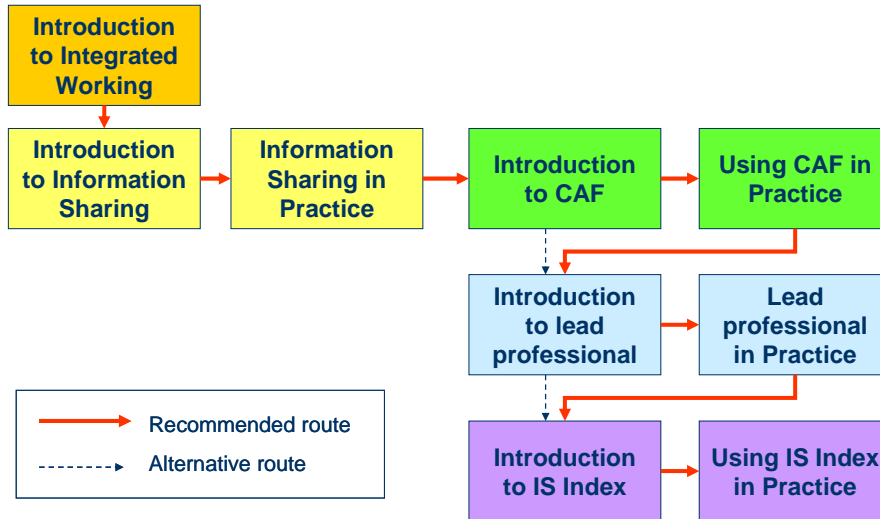 Introduction
to Integrated
Working
Introduction
to Information
Sharing
Information
Sharing in
Practice
Introduction
to CAF
Using CAF in
Practice
Introduction
to lead
professional
Lead
professional
in Practice
Recommended route
Alternative route
Introduction
to IS Index
Using IS Index
in Practice